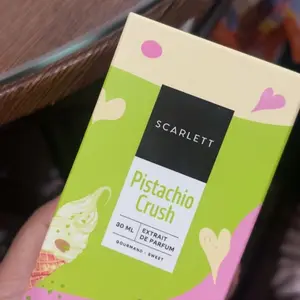 SCARLETT
Pistachio
Crush
30 ML | EXTRAIT
DE PARFUM
GOURMAND · SWEET